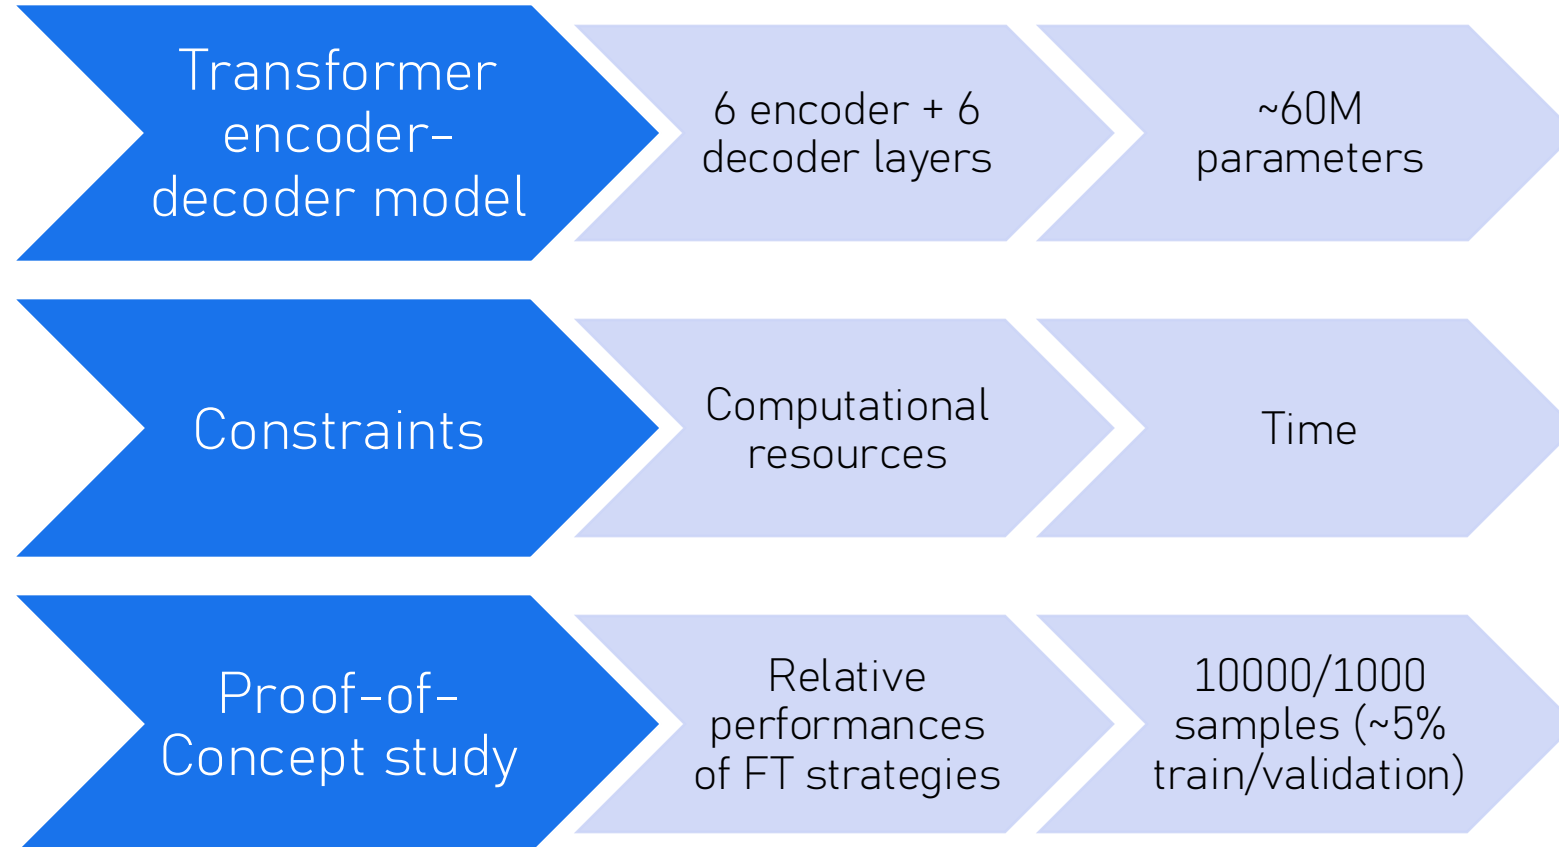 Transformer
encoder-
decoder model
6 encoder + 6
decoder layers
~60M
parameters
Constraints
Computational
resources
Time
Proof-of-
Concept study
Relative
performances
of FT strategies
10000/1000
samples (~5%
train/validation)